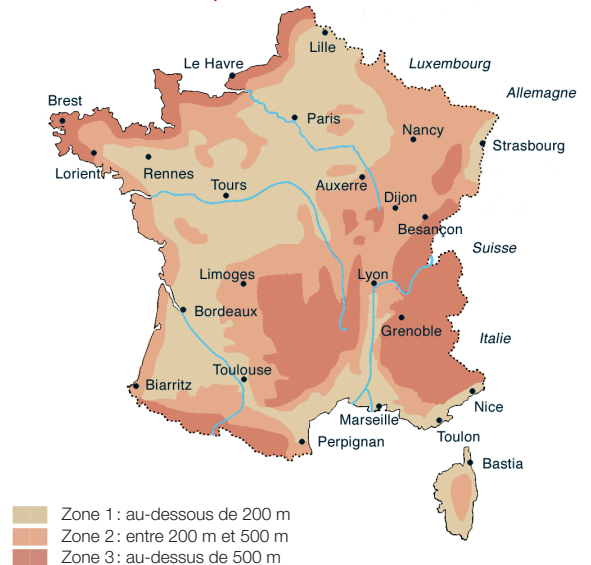 Lille
Le Havre
Luxembourg
Allemagne
Brest
Paris
Nancy
Strasbourg
Lorient
Rennes
Tours
Auxerre
Dijon
Besançon
Suisse
Limoges
Lyon
Bordeaux
Grenoble
Italie
Toulouse
Biarritz
Nice
Marseille
Toulon
Perpignan
Bastia
Zone 1 : au-dessous de 200 m
Zone 2 : entre 200 m et 500 m
Zone 3 : au-dessus de 500 m